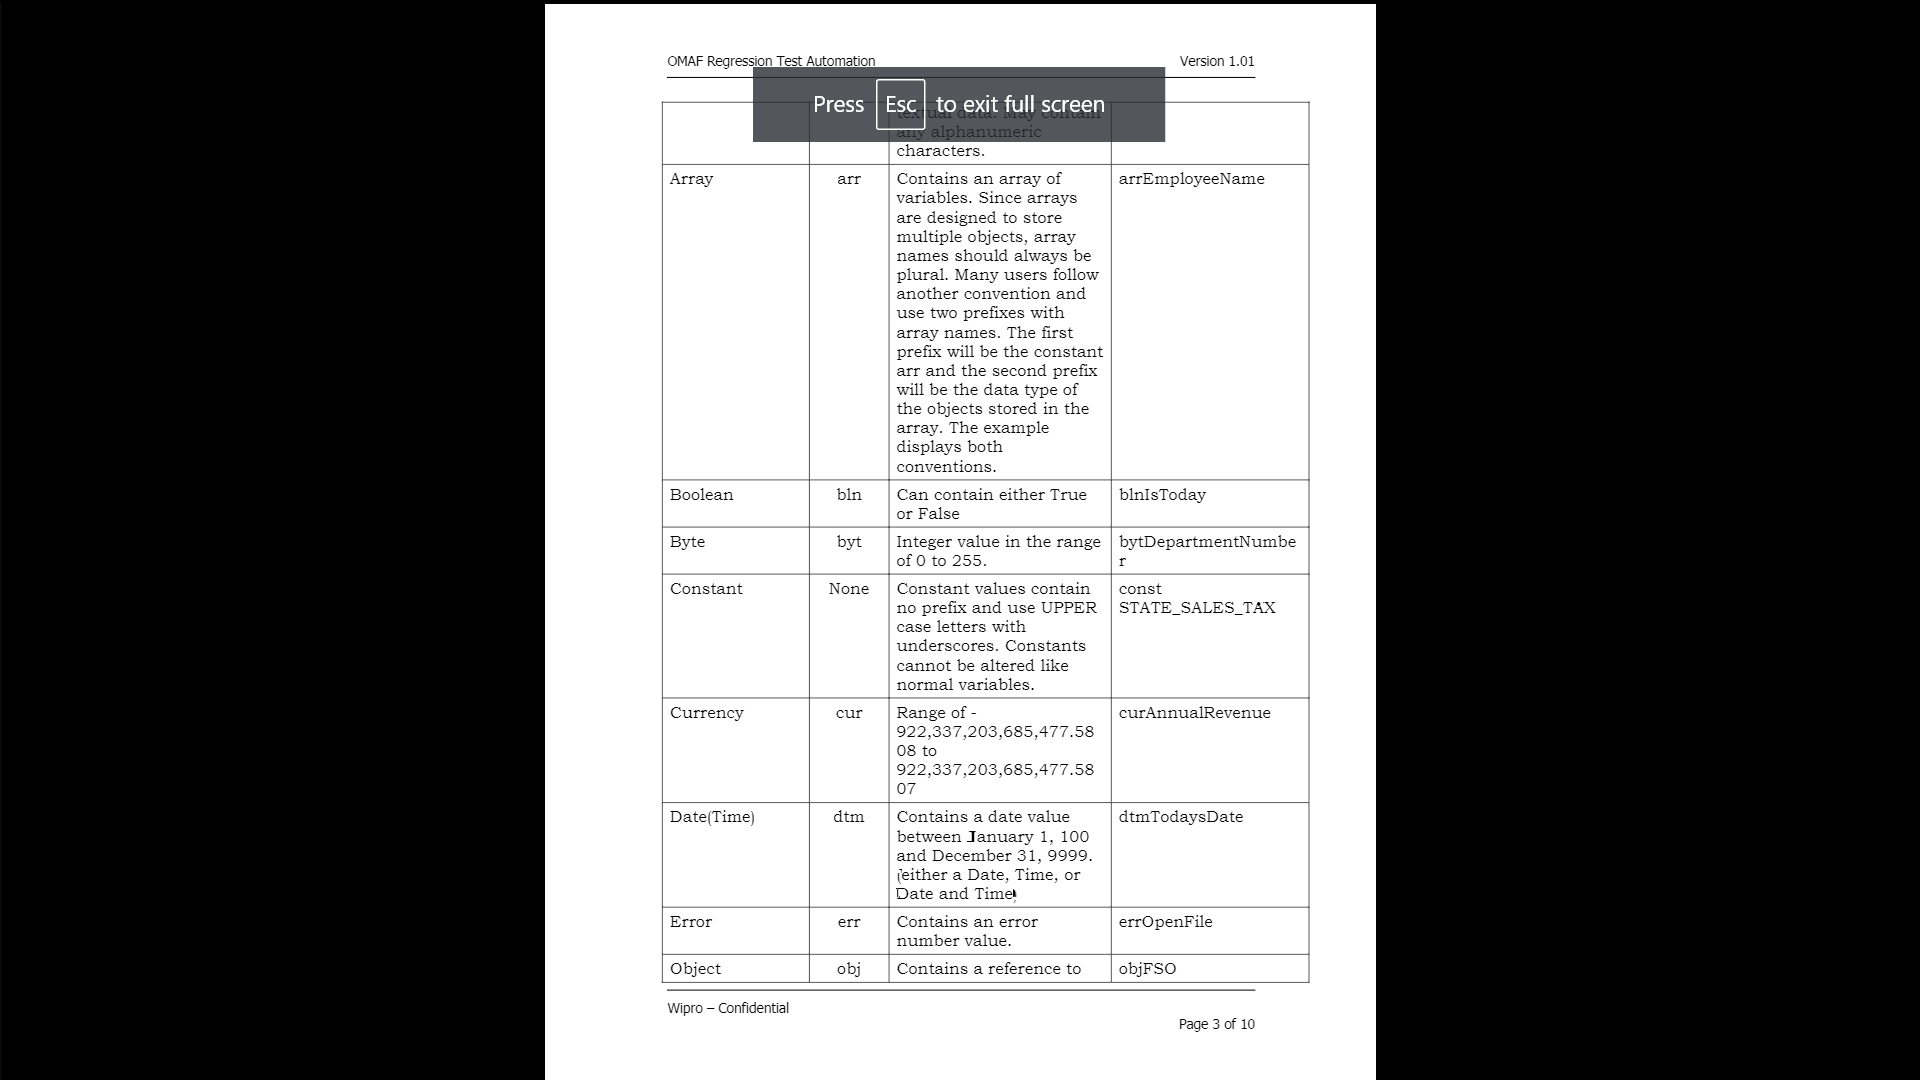 OMAF Regression Test Automation Version 1.01
Press Esc to exit full screen
textual data. May contain
any alphanumeric
characters.
Array arr Contains an array of arrEmployeeName
variables. Since arrays
are designed to store
multiple objects, array
names should always be
plural. Many users follow
another convention and
use two prefixes with
array names. The first
prefix will be the constant
arr and the second prefix
will be the data type of
the objects stored in the
array. The example
displays both
conventions.
Boolean bln Can contain either True blnIsToday
or False
Byte byt Integer value in the range bytDepartmentNumbe
of 0 to 255. r
Constant None Constant values contain const
no prefix and use UPPER STATE_SALES_TAX
case letters with
underscores. Constants
cannot be altered like
normal variables.
Currency cur Range of - curAnnualRevenue
922,337,203,685,477.58
08 to
922,337,203,685,477.58
07
Date(Time) dtm Contains a date value dtmTodaysDate
between January 1, 100
and December 31, 9999.
(either a Date, Time, or
Date and Time)
Error err Contains an error errOpenFile
number value.
Object obj Contains a reference to objFSO
Wipro – Confidential
Page 3 of 10